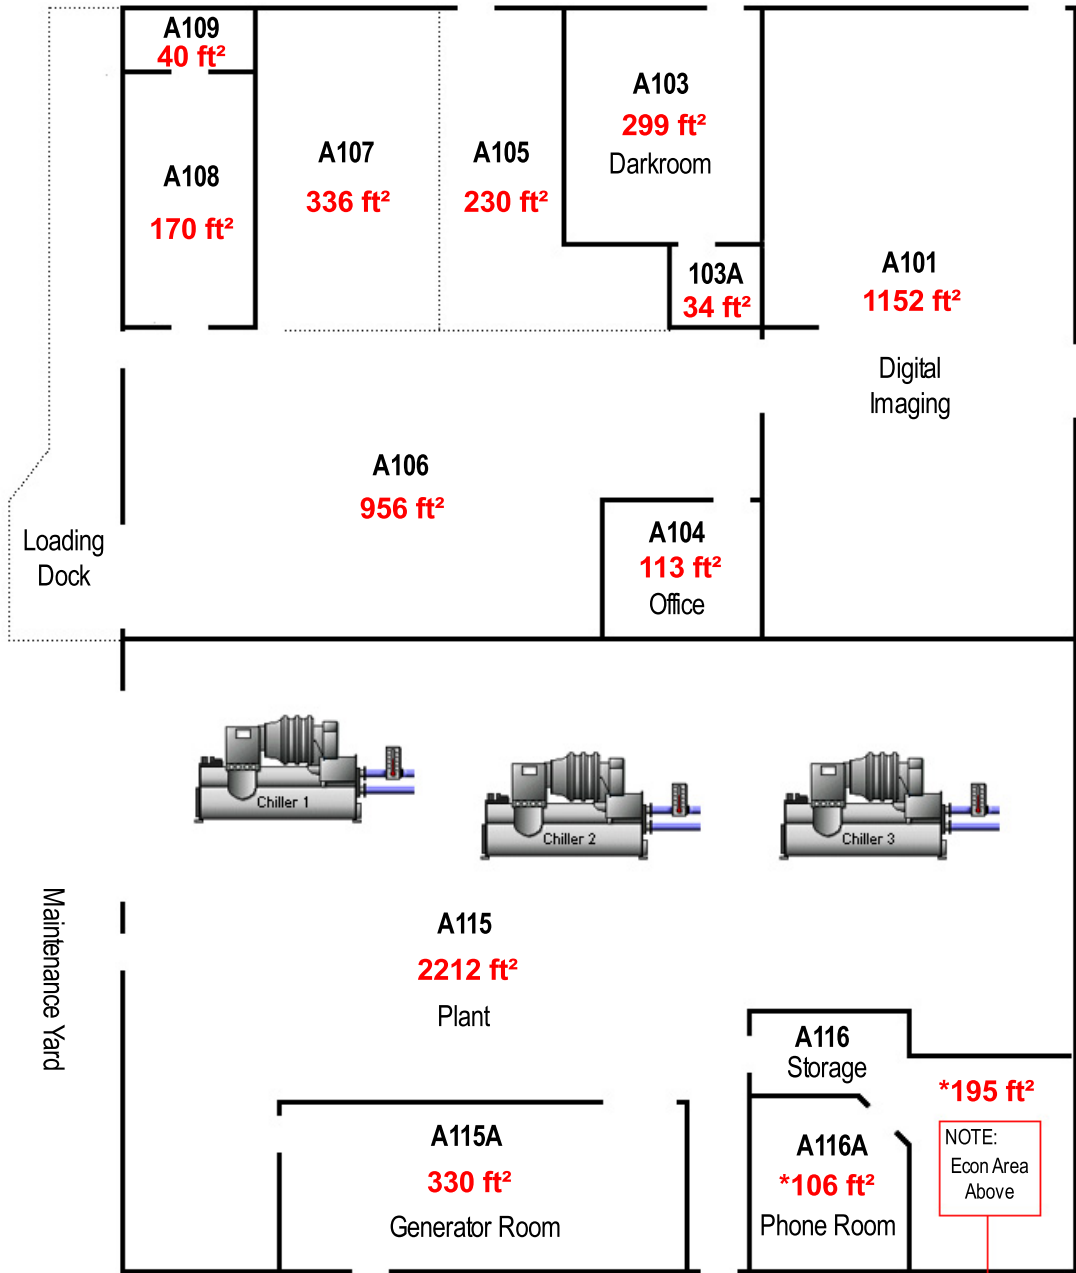 A109
40 ft²
A108
170 ft²
A107
336 ft²
A105
230 ft²
A103
299 ft²
Darkroom
103A
34 ft²
A101
1152 ft²
Digital
Imaging
A106
956 ft²
A104
113 ft²
Office
Loading
Dock
Chiller 1
Chiller 2
Chiller 3
Maintenance Yard
A115
2212 ft²
Plant
A116
Storage
*195 ft²
A115A
330 ft²
Generator Room
A116A
*106 ft²
Phone Room
NOTE:
Econ Area
Above